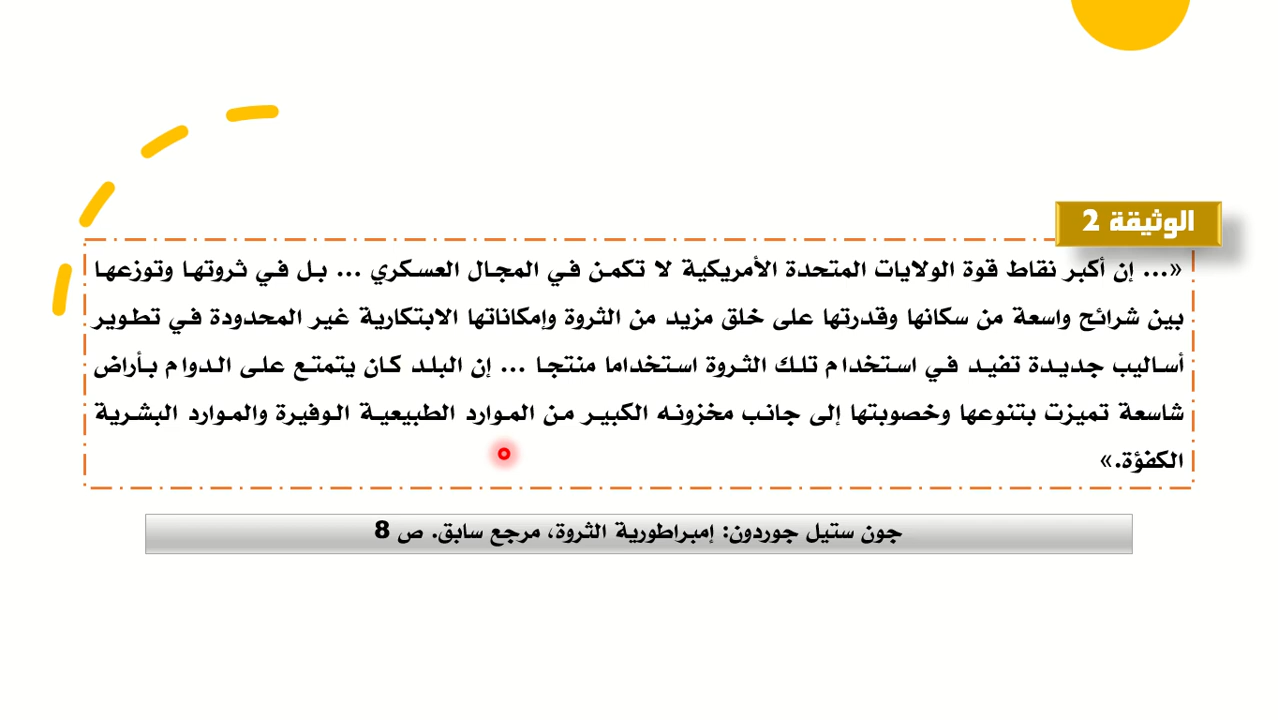 الوثيقة 2
«... إن أكبر نقاط قوة الولايات المتحدة الأمريكية لا تكمن في المجال العسكري ... بل في ثروتها وتوزعها
بين شرائح واسعة من سكانها وقدرتها على خلق مزيد من الثروة وإمكاناتها الابتكارية غير المحدودة في تطوير
أساليب جديدة تفيد في استخدام تلك الثروة استخداما منتجا ... إن البلد كان يتمتع على الدوام بأراض
شاسعة تميزت بتنوعها وخصوبتها إلى جانب مخزونه الكبير من الموارد الطبيعية الوفيرة والموارد البشرية
الكفؤة.»
جون ستيل جوردون: إمبراطورية الثروة، مرجع سابق. ص 8